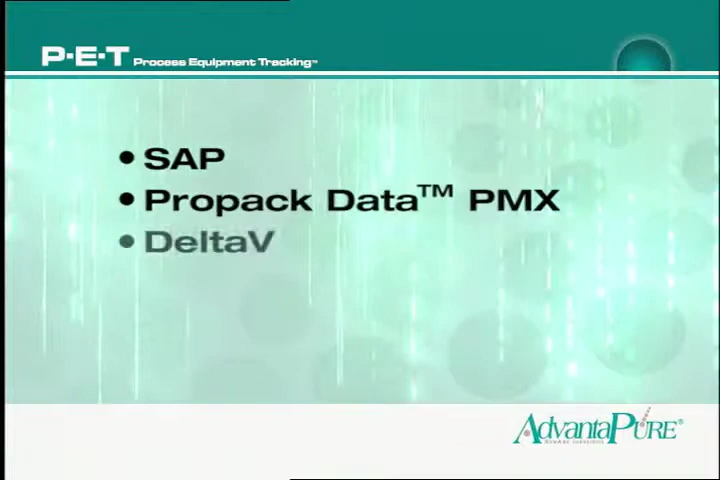 P·E·T Process Equipment Tracking™
• SAP
• Propack Data™ PMX
• DeltaV
ADVANTAPURE®